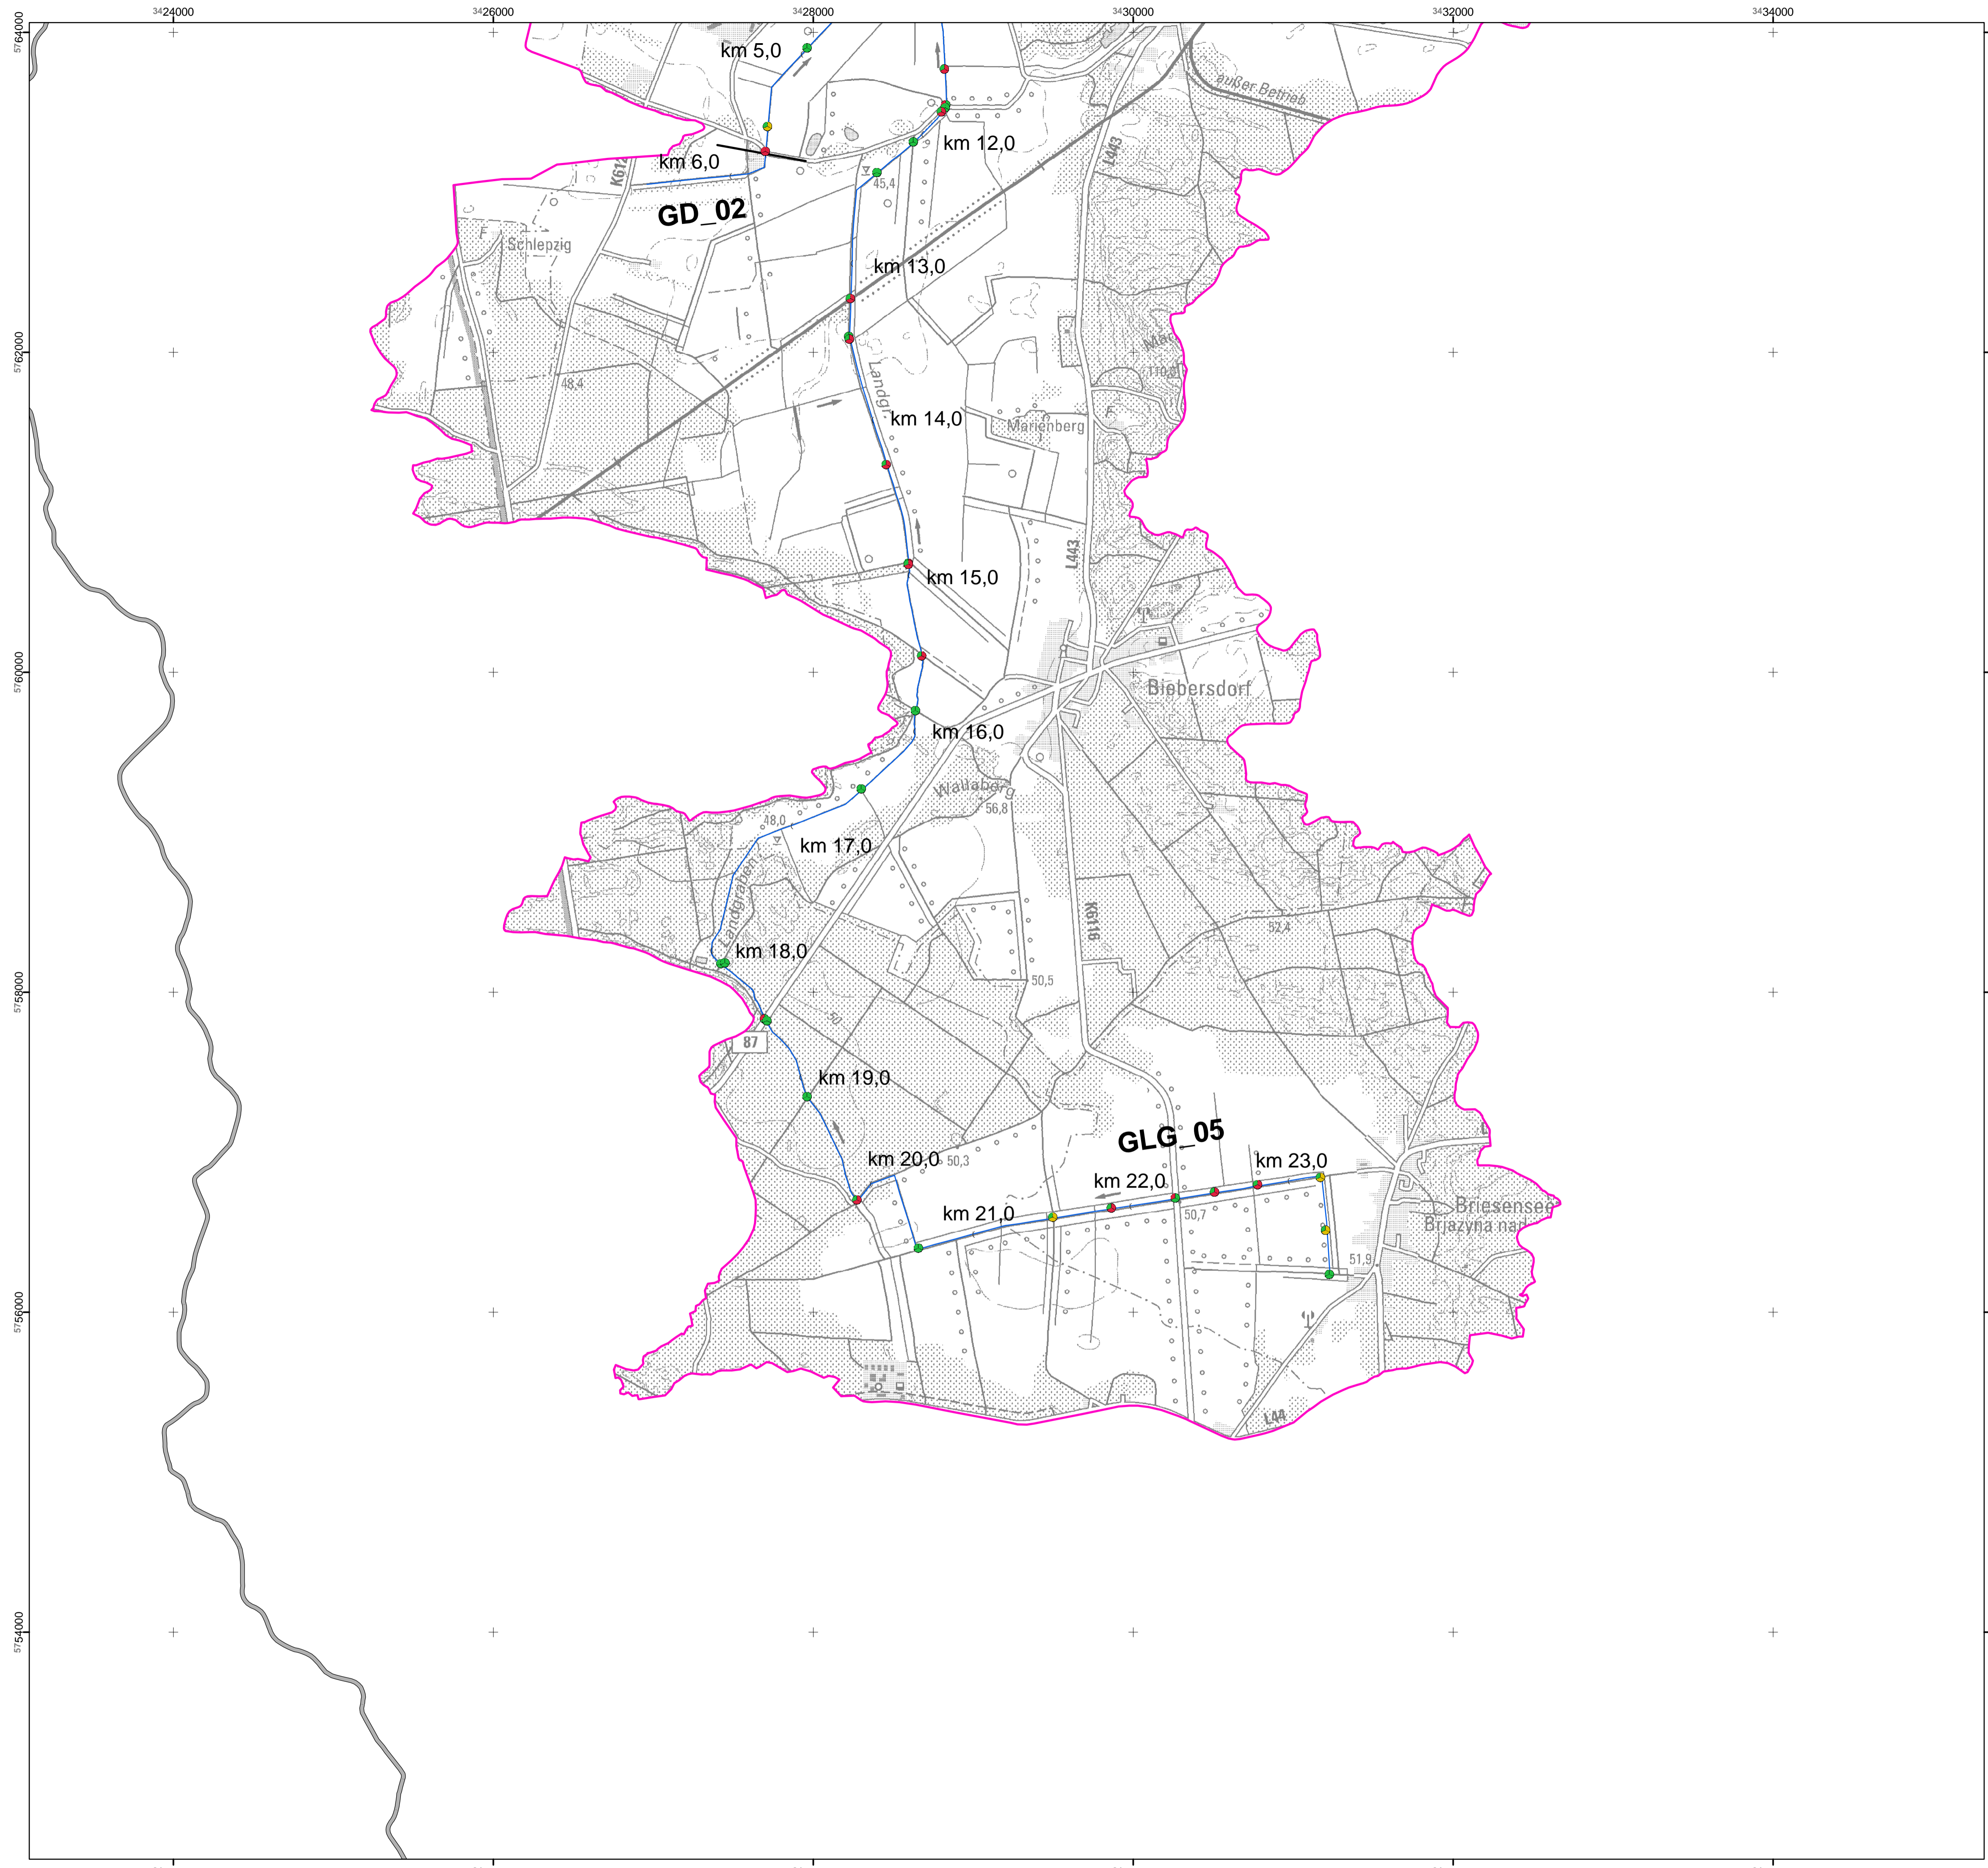 3424000
3426000
3428000
3430000
3432000
3434000
5764000
km 5,0
außer Betrieb
km 12,0
L443
km 6,0
45,4
GD_02
F
Schlepzig
km 13,0
5762000
48,4
Landgr.
110,0
km 14,0
Marienberg
F
L443
km 15,0
5760000
Biebersdorf
km 16,0
Wallaberg
56,8
48,0
km 17,0
Landgraben
K6116
52,4
km 18,0
50,5
5758000
50
87
km 19,0
GLG_05
km 20,0
50,3
km 23,0
km 22,0
km 21,0
50,7
Briesensee
Brjazyna nad
51,9
5756000
L44
5754000